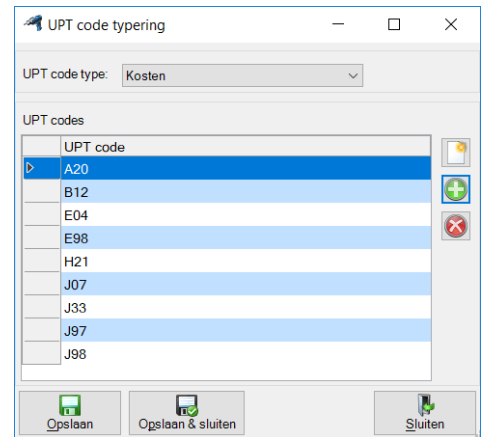 UPT code typering
UPT code type: Kosten
UPT codes
UPT code
A20
B12
E04
E98
H21
J07
J33
J97
J98
Opslaan Opslaan & sluiten Sluiten